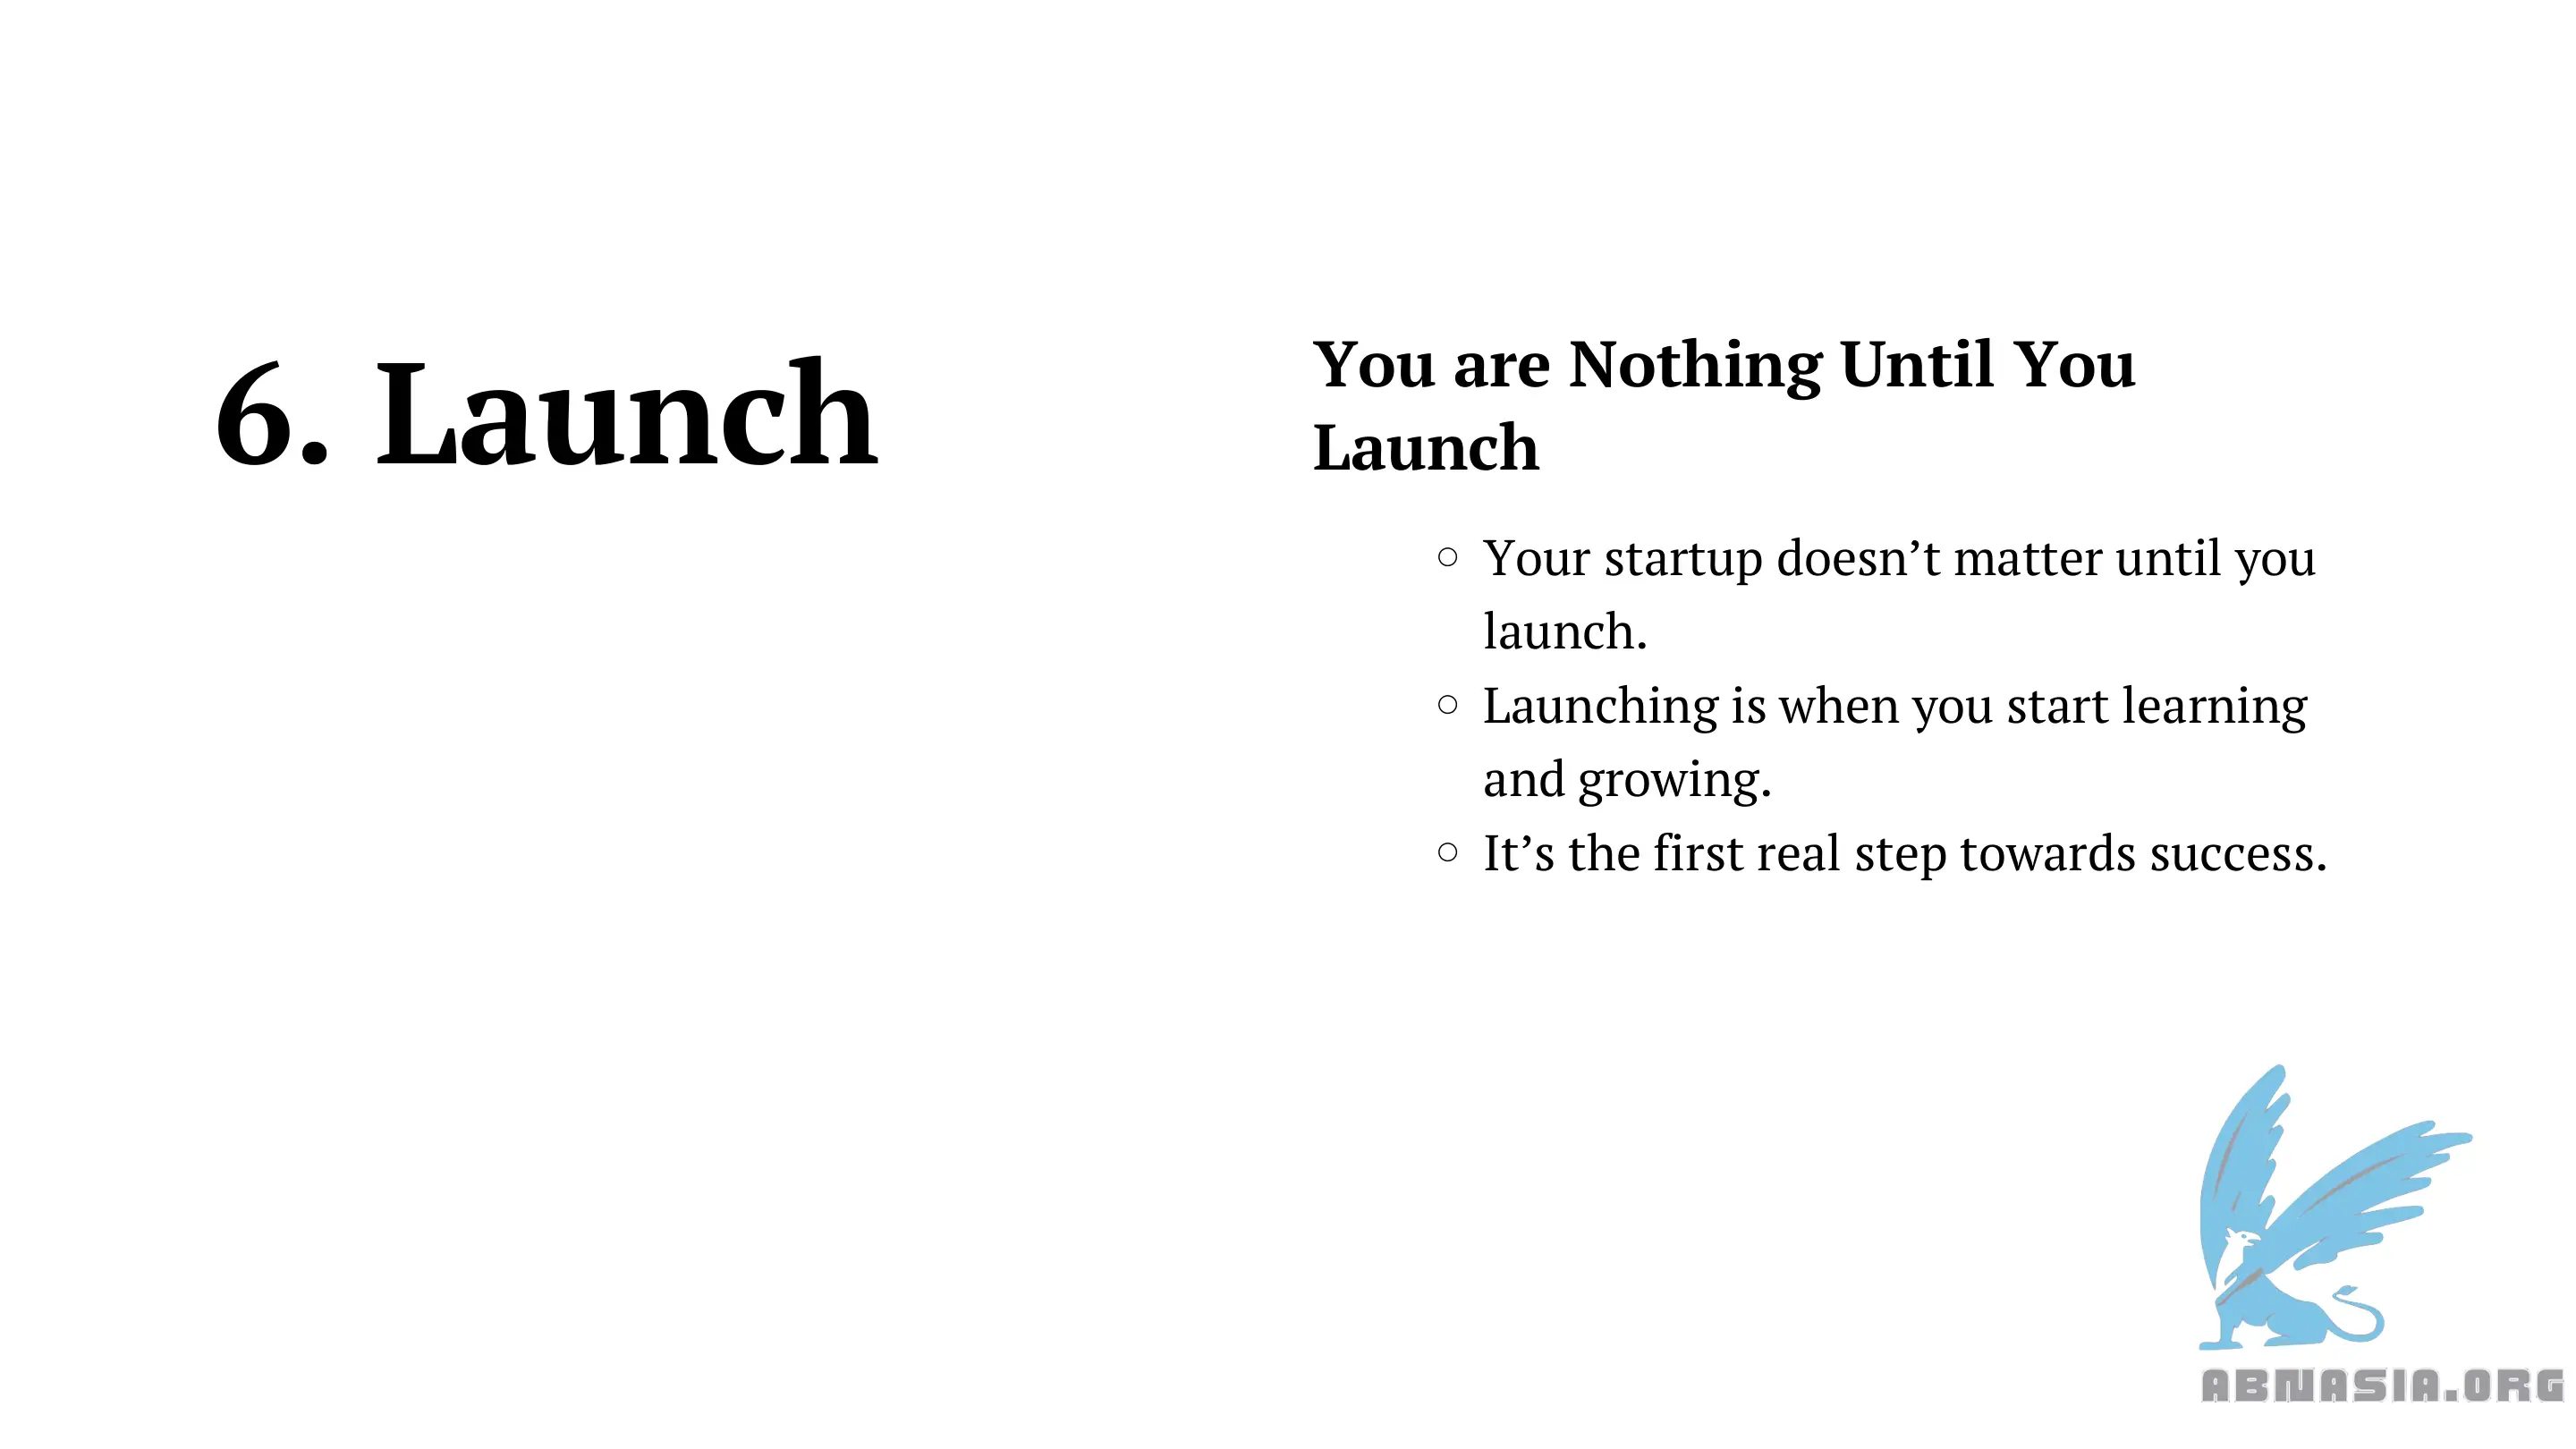 6. Launch
You are Nothing Until You
Launch
Your startup doesn’t matter until you
launch.
Launching is when you start learning
and growing.
It’s the first real step towards success.
ABNASIA.ORG